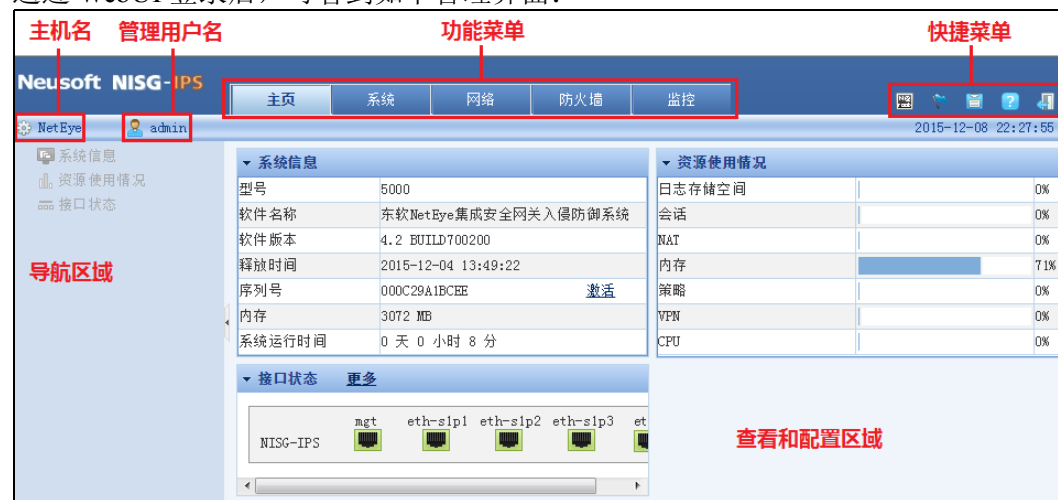 主机名 管理用户名 功能菜单 快捷菜单
Neusoft NISG-IPS
主页 系统 网络 防火墙 监控
NetEye admin 2015-12-08 22:27:55
系统信息
资源使用情况
接口状态
导航区域
系统信息
型号 5000
软件名称 东软NetEye集成安全网关入侵防御系统
软件版本 4.2 BUILD700200
释放时间 2015-12-04 13:49:22
序列号 000C29A1BCEE 激活
内存 3072 MB
系统运行时间 0 天 0 小时 8 分
资源使用情况
日志存储空间 0%
会话 0%
NAT 0%
内存 71%
策略 0%
VPN 0%
CPU 0%
接口状态 更多
mgt eth-s1p1 eth-s1p2 eth-s1p3 et
NISG-IPS
查看和配置区域